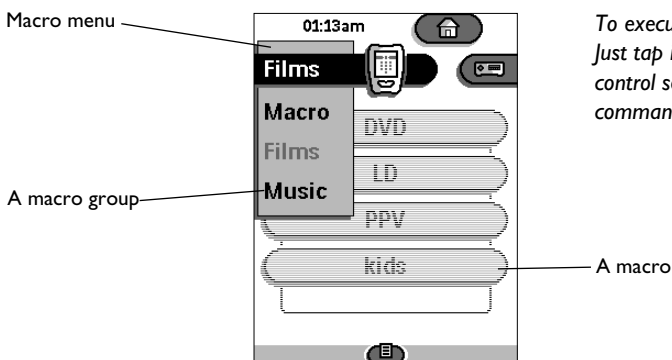 Macro menu
01:13am
To execu
Just tap
control s
comman
Films
Macro
Films
Music
DVD
LD
PPV
kids
A macro group
A macro